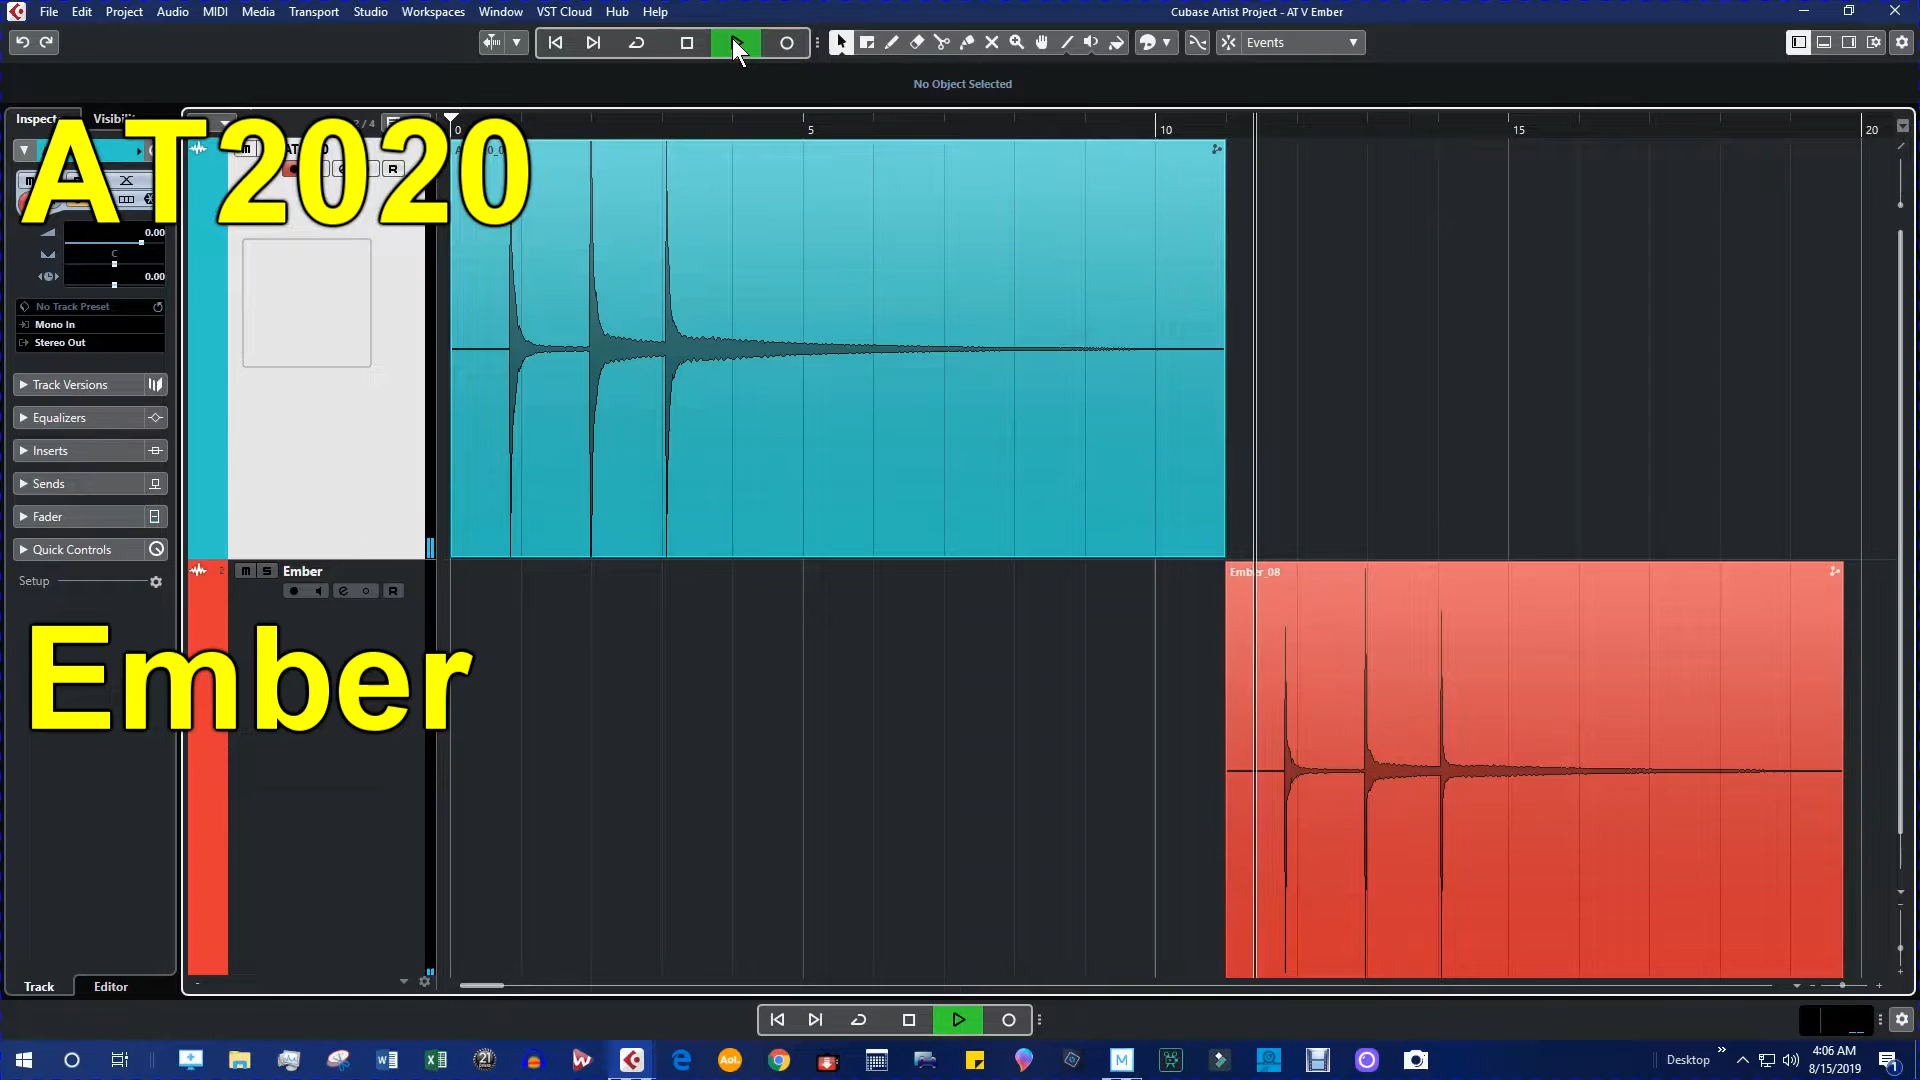 File Edit Project Audio MIDI Media Transport Studio Workspaces Window VST Cloud Hub Help
Cubase Artist Project - AT V Ember
Events
No Object Selected
0 5 10 15 20
AT2020
R
0.00
C
0.00
No Track Preset
Mono In
Stereo Out
Track Versions
Equalizers
Inserts
Sends
Fader
Quick Controls
Setup
2 m S Ember
R
Ember_08
Ember
Track Editor
Desktop
4:06 AM
8/15/2019